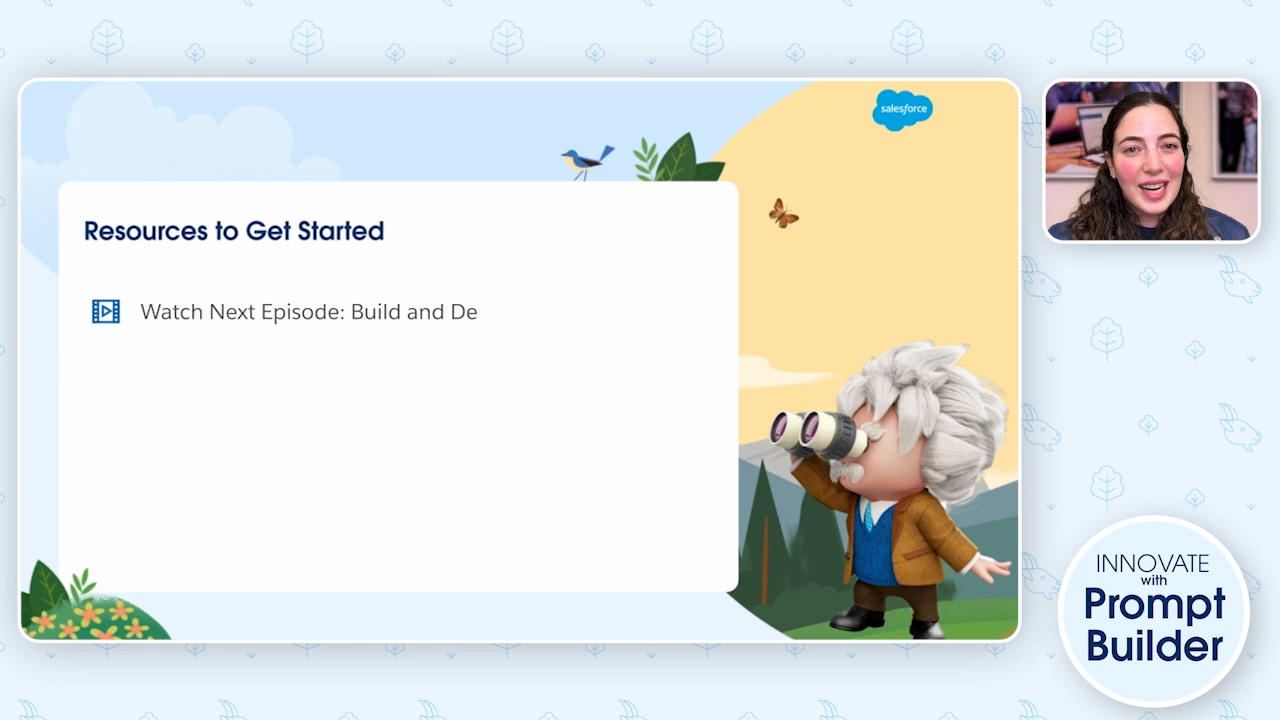 salesforce
Resources to Get Started
Watch Next Episode: Build and De
INNOVATE
with
Prompt
Builder